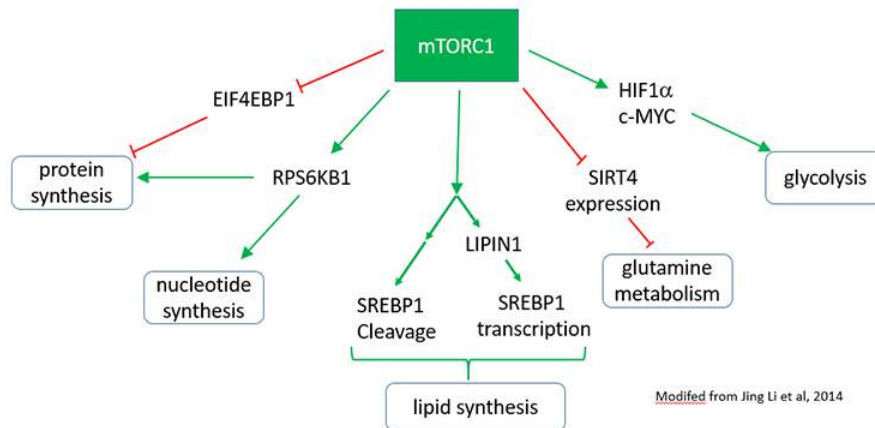 mTORC1
EIF4EBP1
HIF1α
c-MYC
protein
synthesis
RPS6KB1
SIRT4
expression
glycolysis
LIPIN1
nucleotide
synthesis
glutamine
metabolism
SREBP1
Cleavage
SREBP1
transcription
lipid synthesis
Modifed from Jing Li et al, 2014